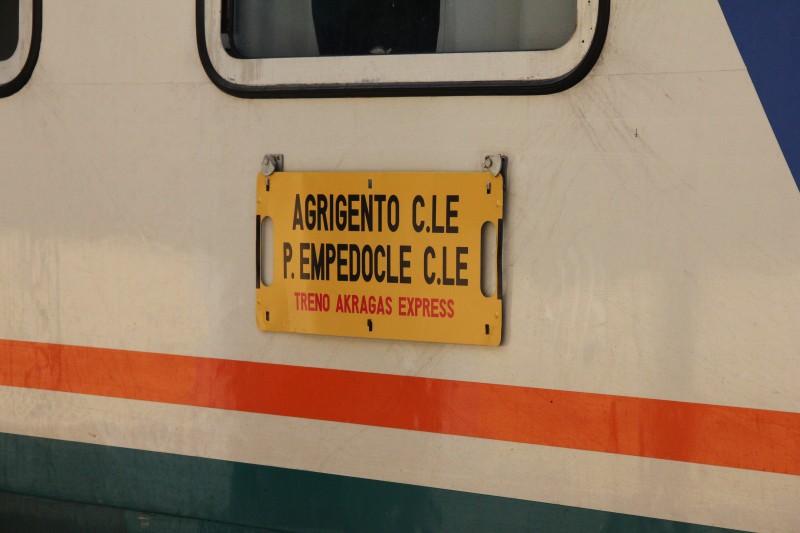 AGRIGENTO C.LE
P. EMPEDOCLE C.LE
TRENO AKRAGAS EXPRESS